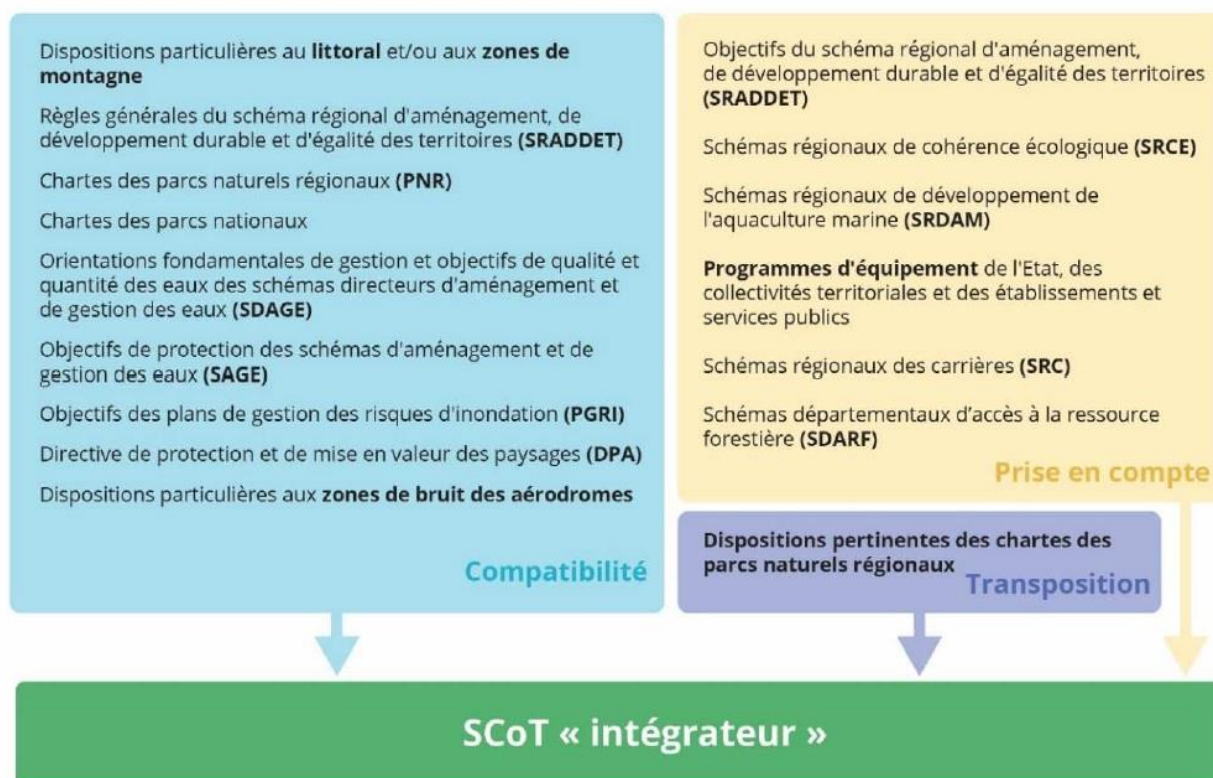 Dispositions particulières au littoral et/ou aux zones de
montagne
Règles générales du schéma régional d'aménagement, de
développement durable et d'égalité des territoires (SRADDET)
Chartes des parcs naturels régionaux (PNR)
Chartes des parcs nationaux
Orientations fondamentales de gestion et objectifs de qualité et
quantité des eaux des schémas directeurs d'aménagement et
de gestion des eaux (SDAGE)
Objectifs de protection des schémas d'aménagement et de
gestion des eaux (SAGE)
Objectifs des plans de gestion des risques d'inondation (PGRI)
Directive de protection et de mise en valeur des paysages (DPA)
Dispositions particulières aux zones de bruit des aérodromes
Compatibilité
Objectifs du schéma régional d'aménagement,
de développement durable et d'égalité des territoires
(SRADDET)
Schémas régionaux de cohérence écologique (SRCE)
Schémas régionaux de développement de
l'aquaculture marine (SRDAM)
Programmes d'équipement de l'Etat, des
collectivités territoriales et des établissements et
services publics
Schémas régionaux des carrières (SRC)
Schémas départementaux d’accès à la ressource
forestière (SDARF)
Prise en compte
Dispositions pertinentes des chartes des
parcs naturels régionaux
Transposition
SCoT « intégrateur »